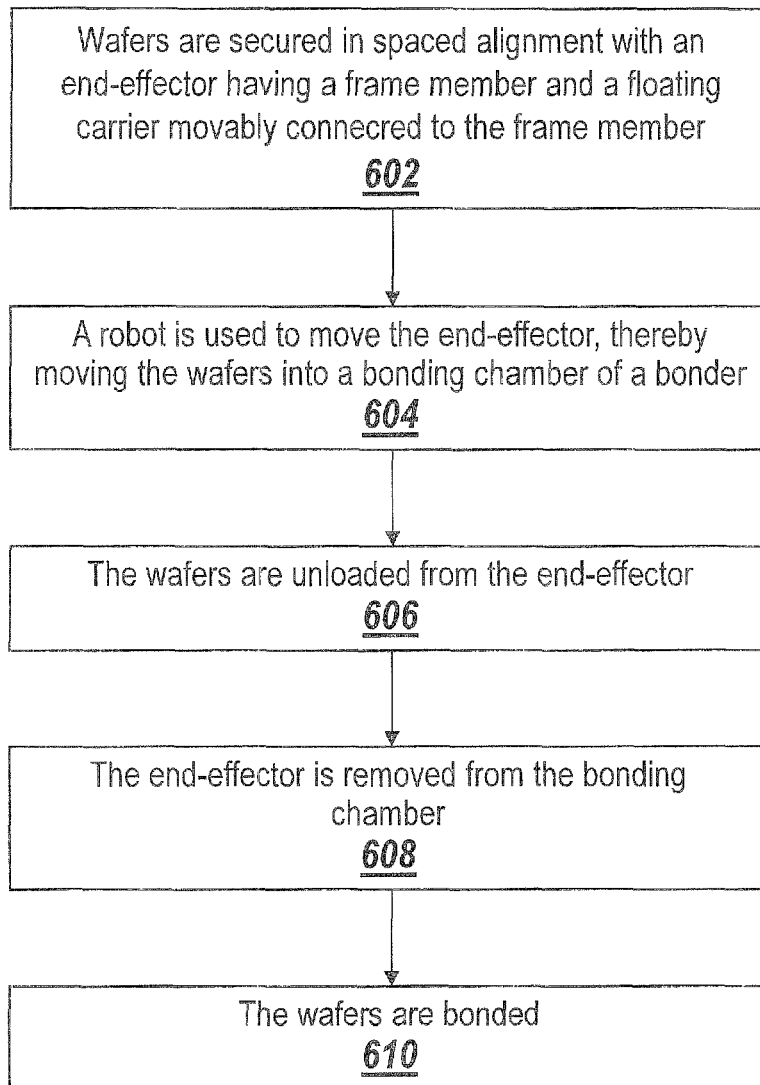 Wafers are secured in spaced alignment with an
end-effector having a frame member and a floating
carrier movably connecred to the frame member
602
A robot is used to move the end-effector, thereby
moving the wafers into a bonding chamber of a bonder
604
The wafers are unloaded from the end-effector
606
The end-effector is removed from the bonding
chamber
608
The wafers are bonded
610